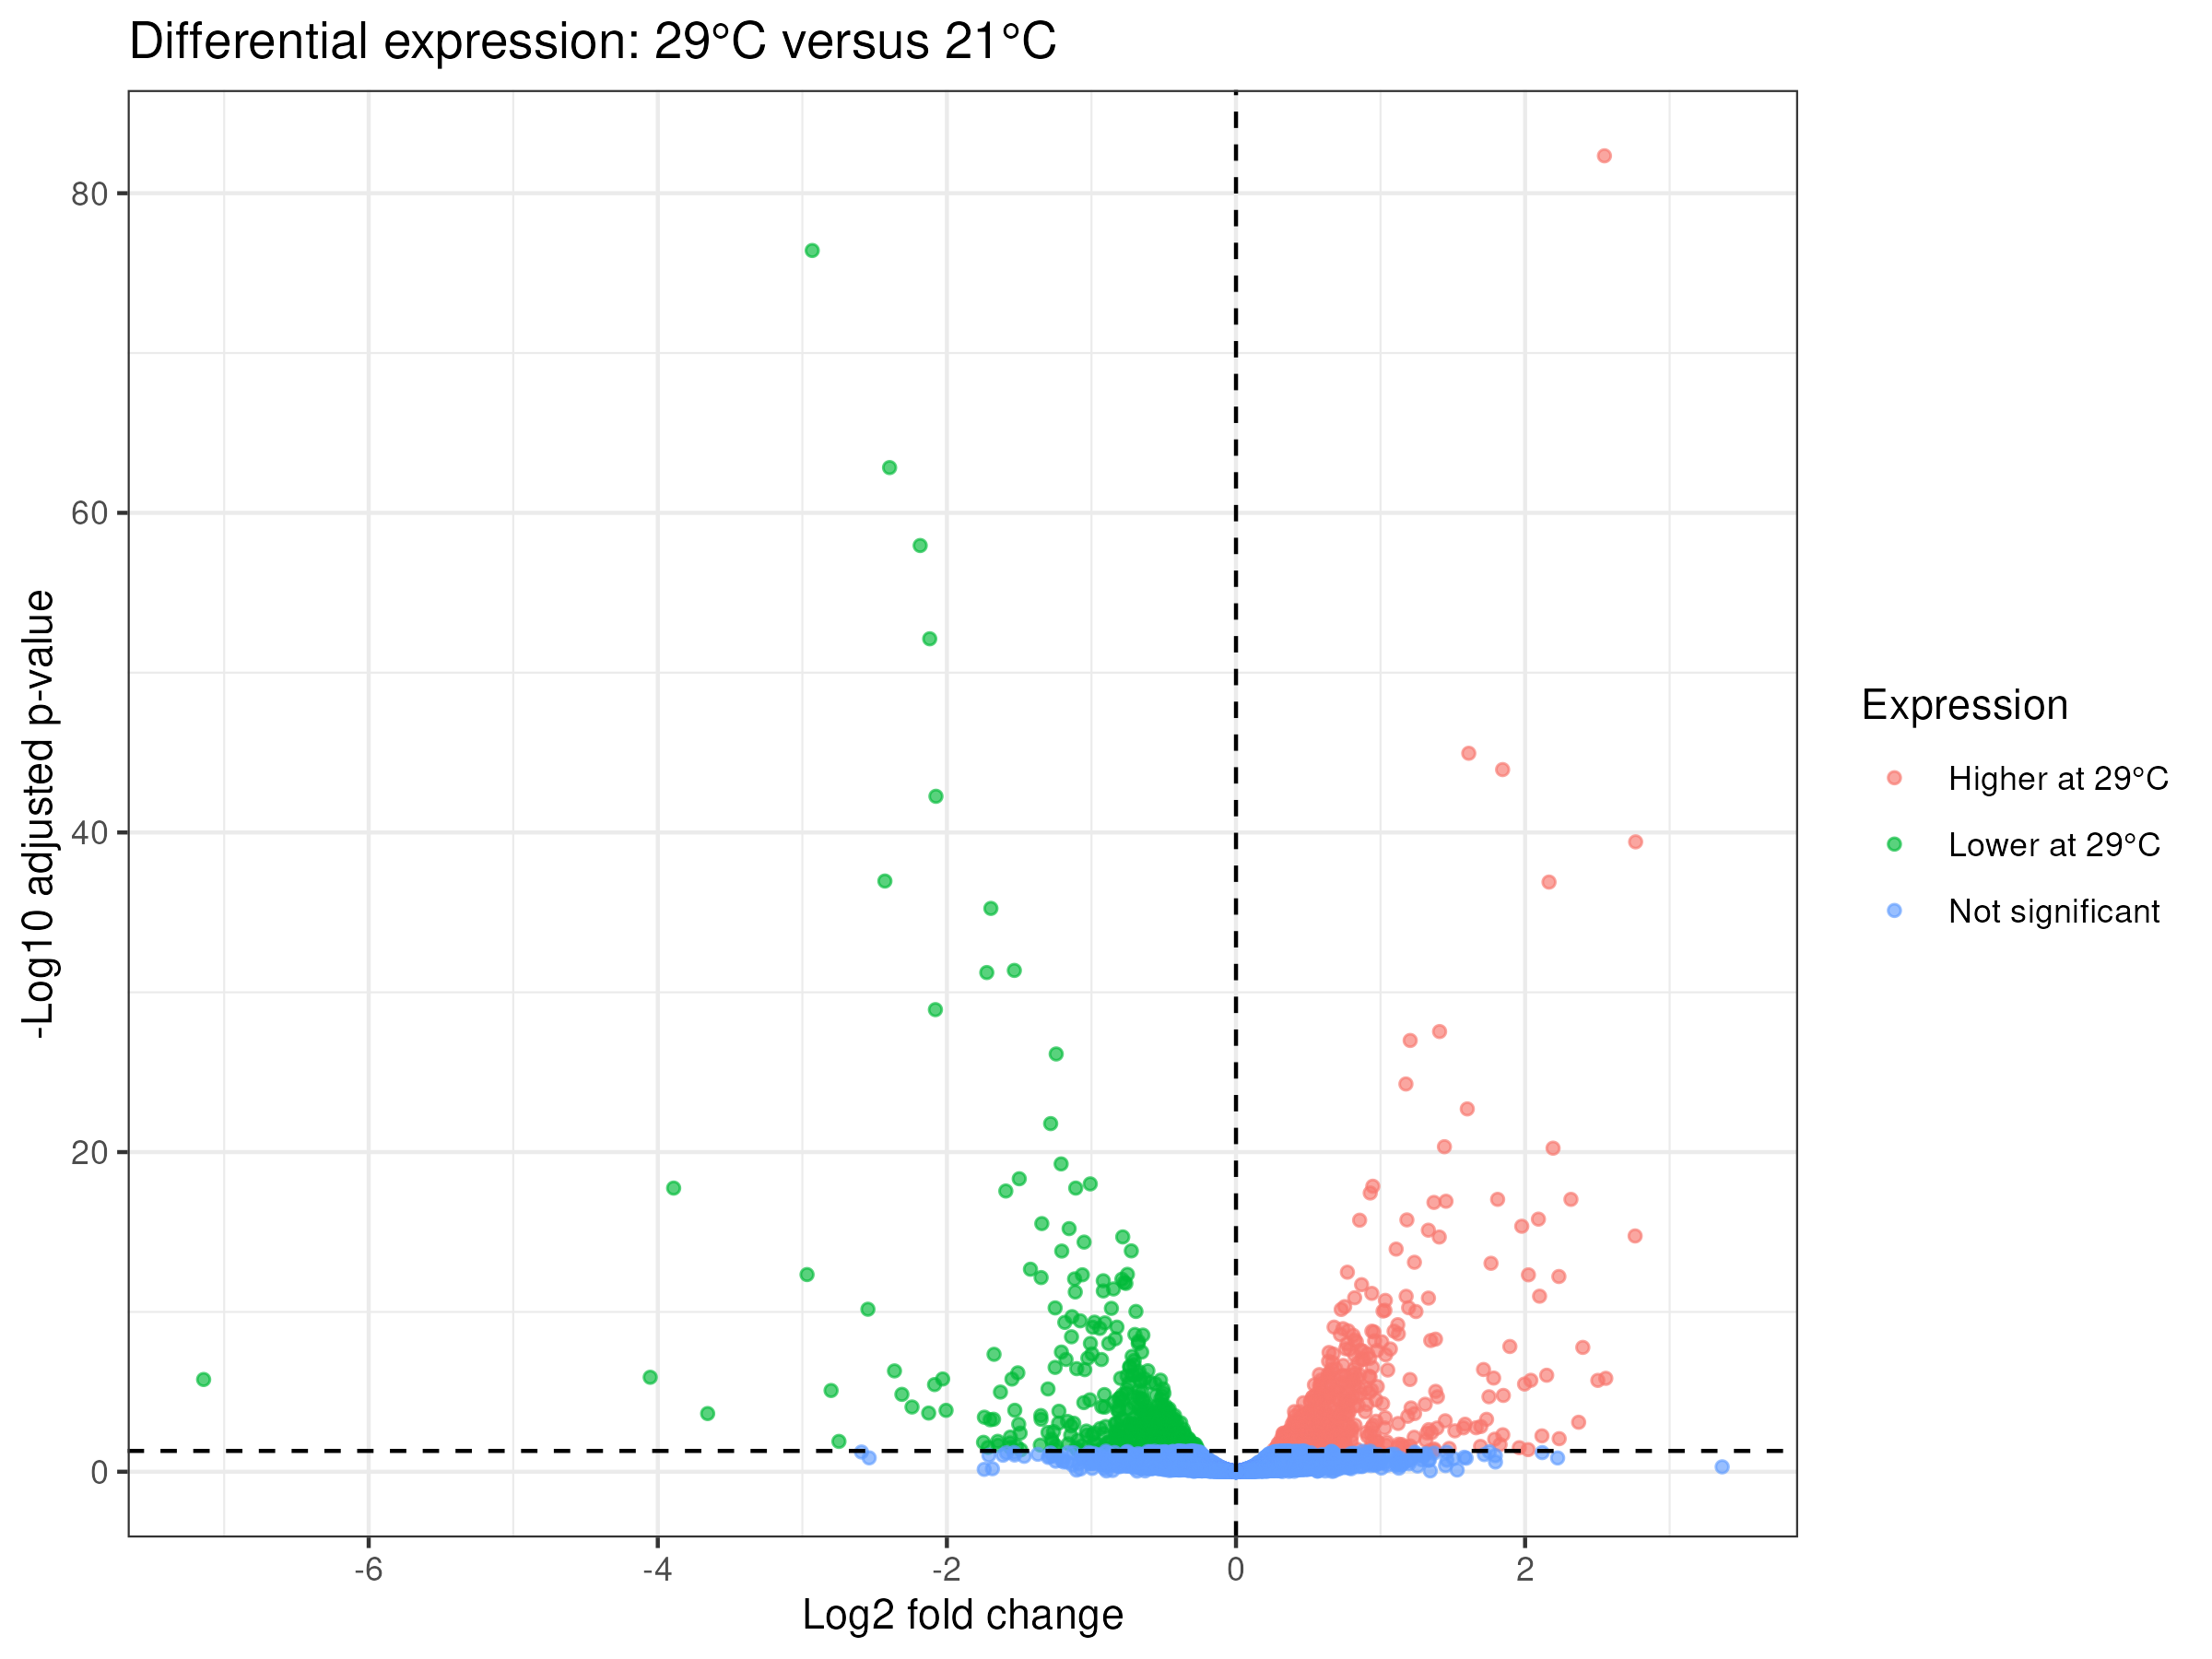 Differential expression: 29°C versus 21°C
-Log10 adjusted p-value
80
60
40
20
0
-6
-4
-2
0
2
Log2 fold change
Expression
Higher at 29°C
Lower at 29°C
Not significant